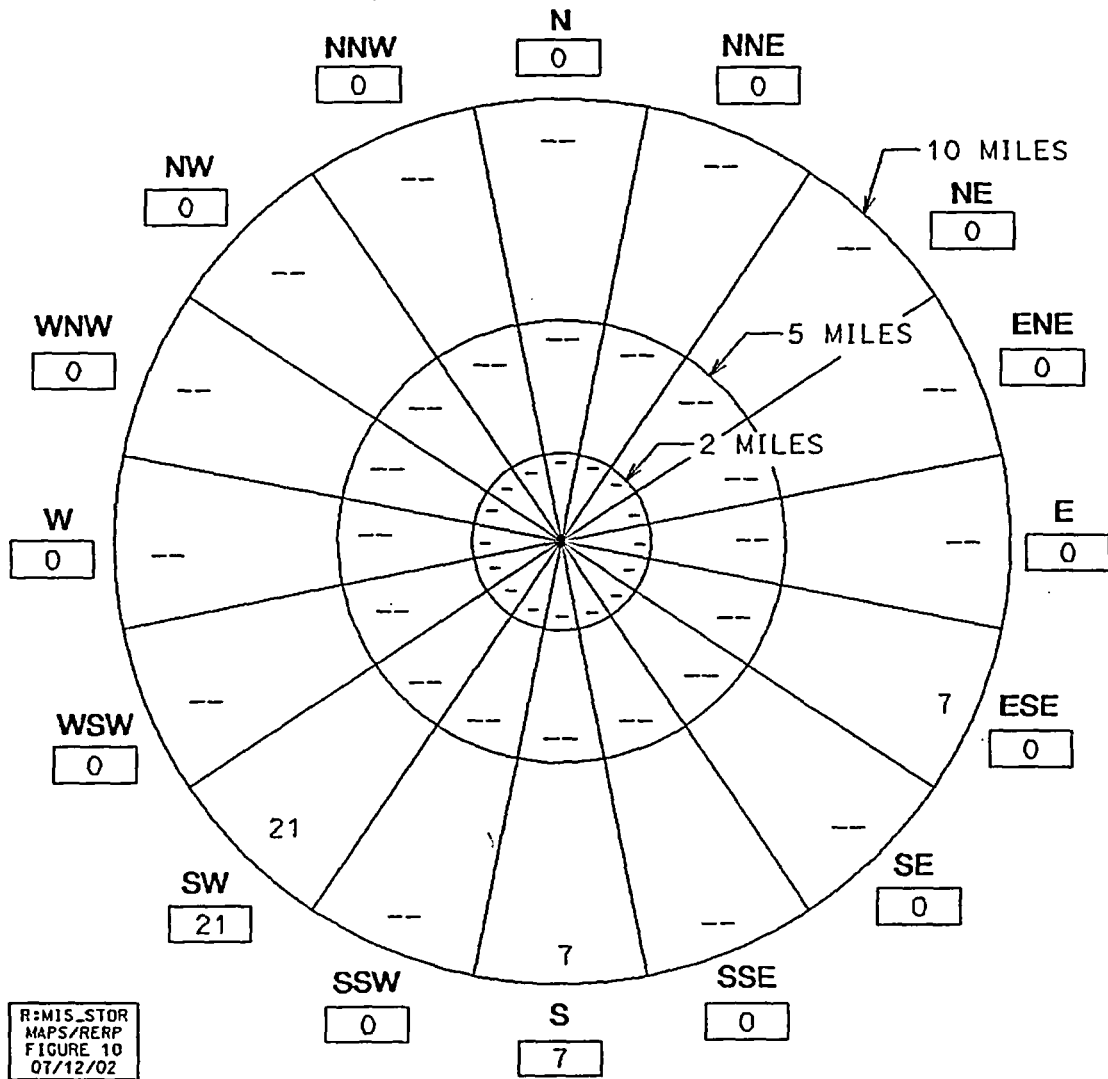 N
0
NNW
0
NNE
0
10 MILES
NW
0
NE
0
--
--
--
--
--
WNW
0
5 MILES
ENE
0
--
--
--
--
--
--
--
2 MILES
--
--
W
0
--
--
--
--
E
0
--
--
--
--
--
7
ESE
0
WSW
0
--
--
--
21
--
SW
21
SE
0
--
7
--
SSW
0
S
7
SSE
0
R:MIS_STOR
MAPS/RERP
FIGURE 10
07/12/02